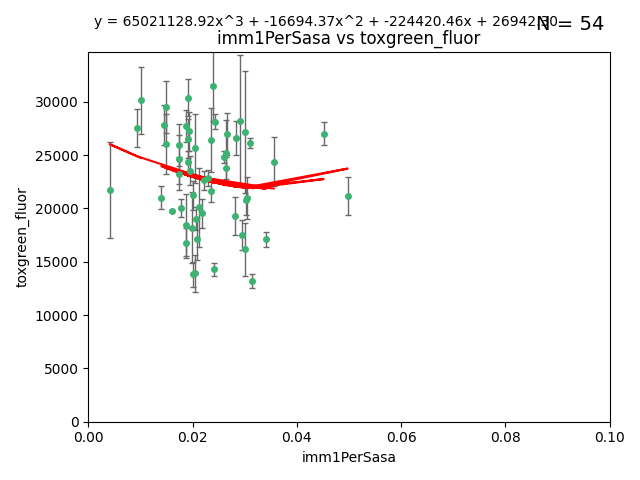 y = 65021128.92x^3 + -16694.37x^2 + -224420.46x + 26942
N = 54
imm1PerSasa vs toxgreen_fluor
30000
25000
20000
15000
10000
5000
0
toxgreen_fluor
0.00 0.02 0.04 0.06 0.08 0.10
imm1PerSasa